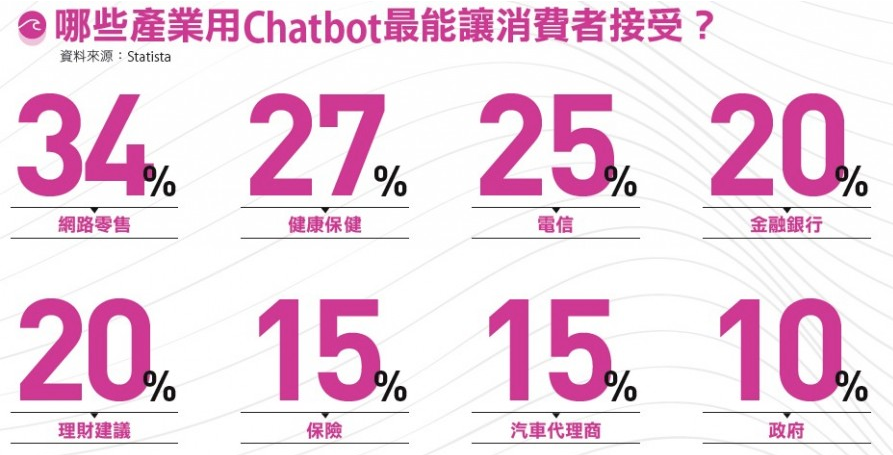 哪些產業用Chatbot最能讓消費者接受？
資料來源：Statista
34% 27% 25% 20%
網路零售 健康保健 電信 金融銀行
20% 15% 15% 10%
理財建議 保險 汽車代理商 政府